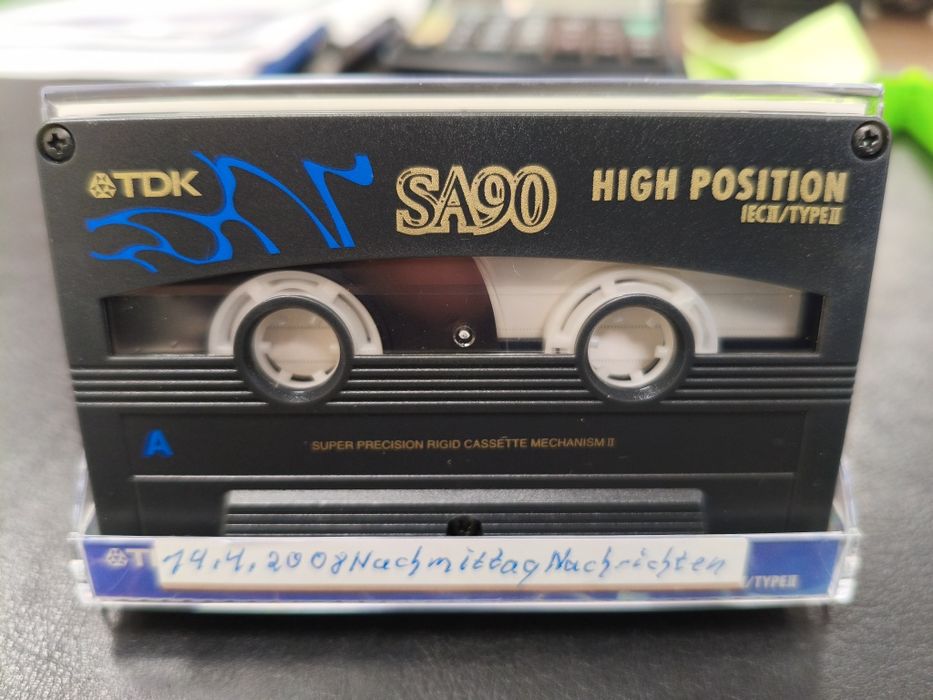 TDK SA90 HIGH POSITION
IECII/TYPEII
A SUPER PRECISION RIGID CASSETTE MECHANISM II
14.4.2008 Nachmittag Nachrichten
/TYPEII